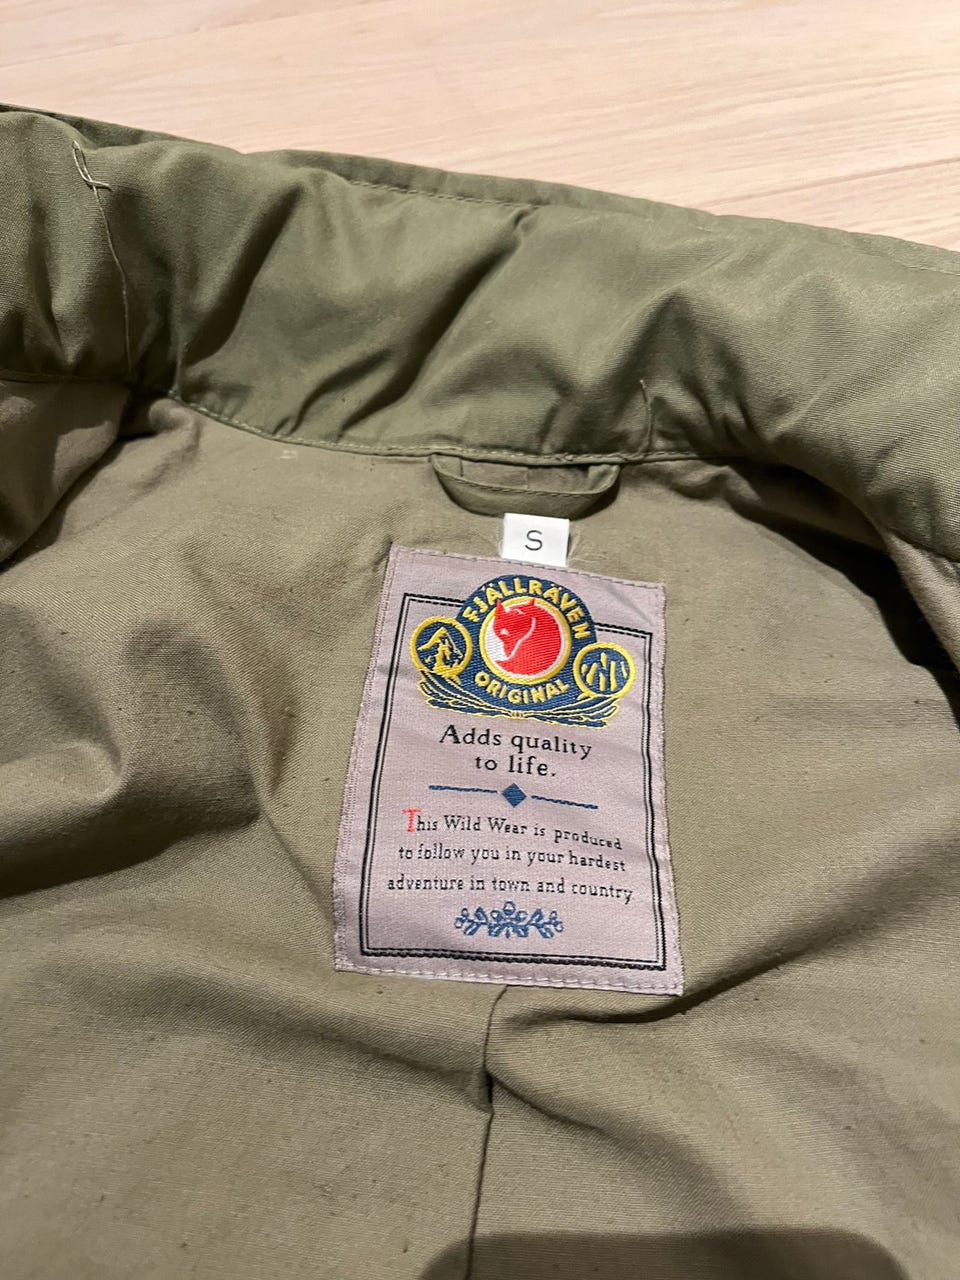 S
FJÄLLRÄVEN
ORIGINAL
Adds quality
to life.
This Wild Wear is produced
to follow you in your hardest
adventure in town and country